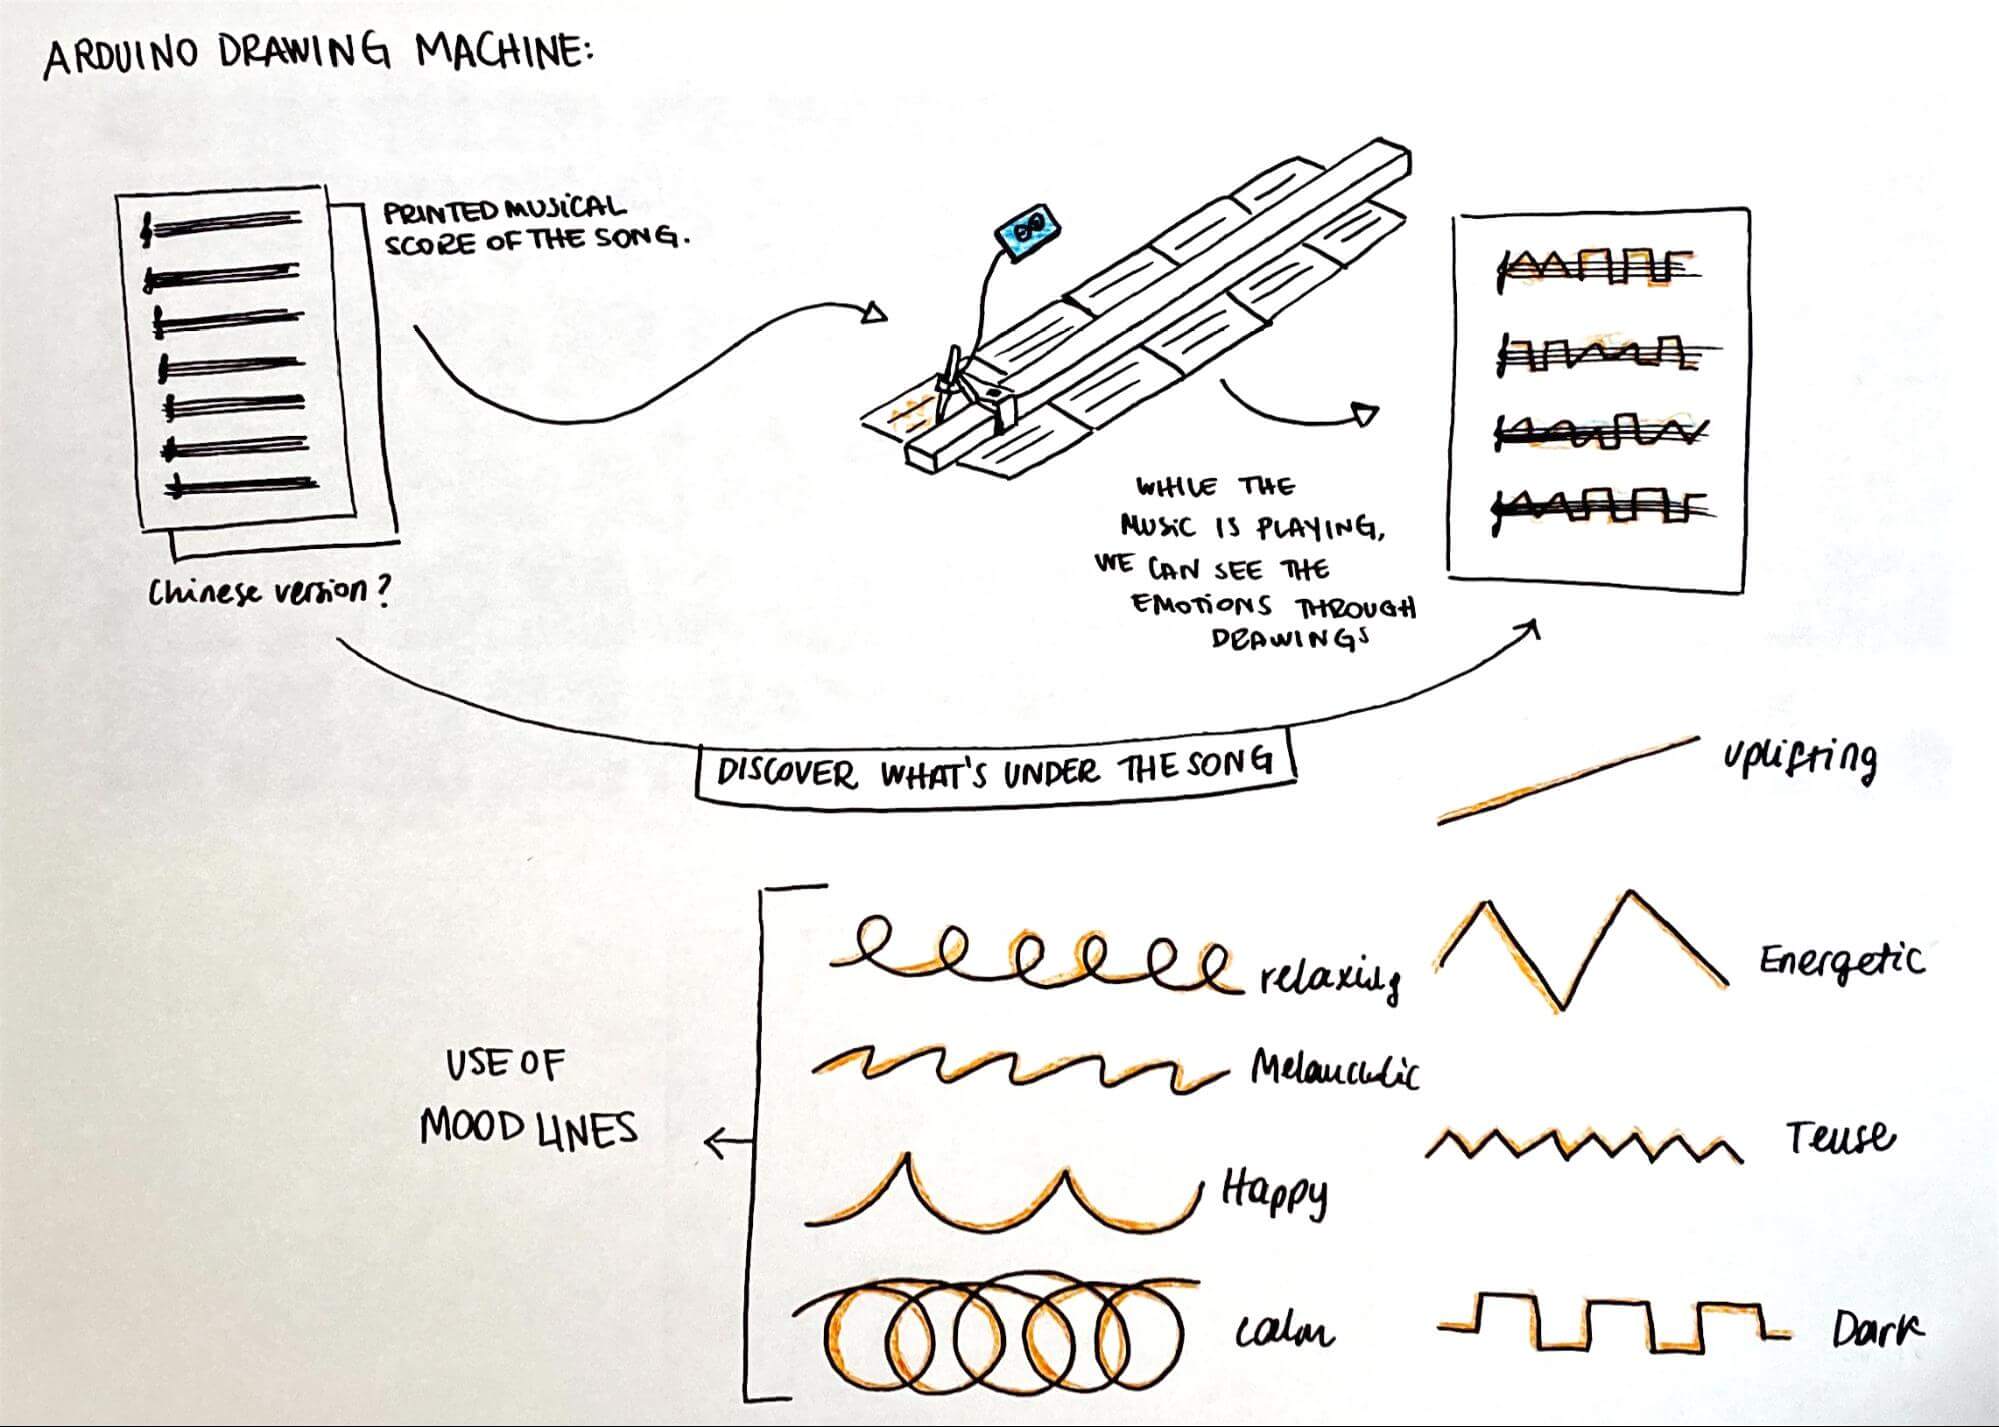 ARDUINO DRAWING MACHINE:
PRINTED MUSICAL
SCORE OF THE SONG.
Chinese version?
WHILE THE
MUSIC IS PLAYING,
WE CAN SEE THE
EMOTIONS THROUGH
DRAWINGS
DISCOVER WHAT'S UNDER THE SONG
uplifting
USE OF
MOOD LINES
relaxing
Energetic
Melancolic
Tense
Happy
calm
Dark